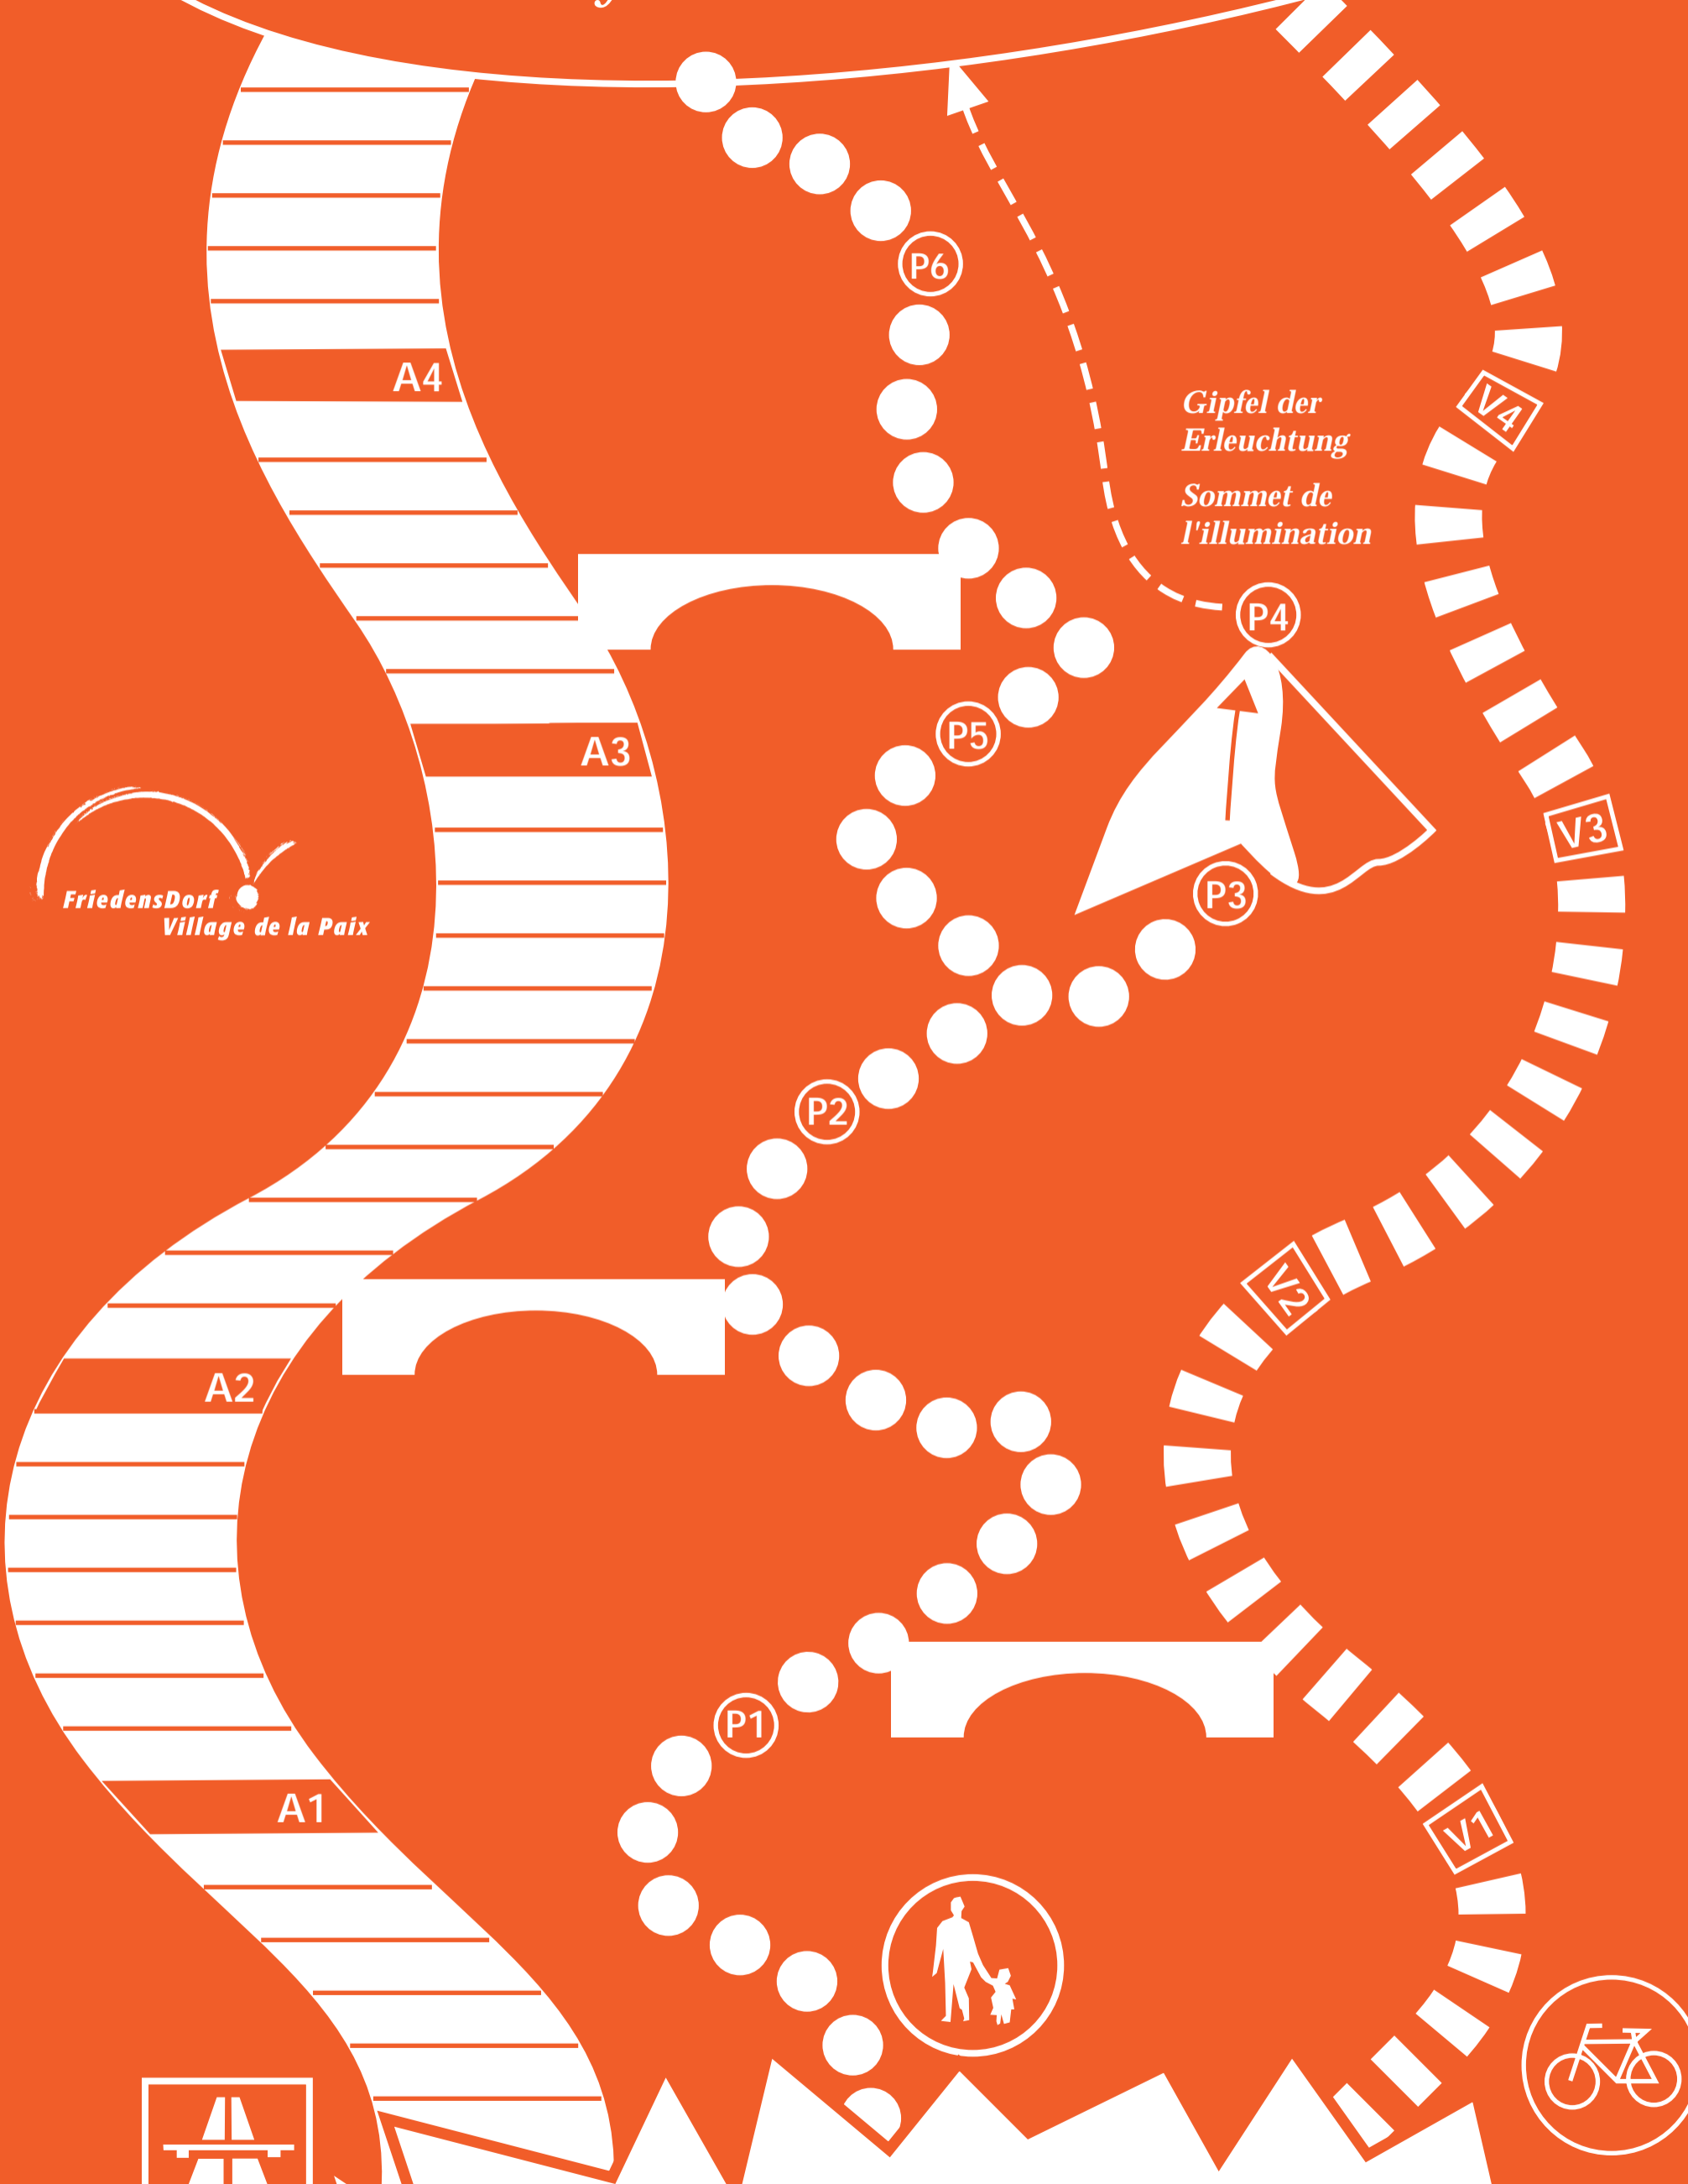 P6
A4
V4
Gipfel der
Erleuchtung
Sommet de
l'illumination
P4
P5
A3
V3
FriedensDorf
Village de la Paix
P3
P2
V2
A2
P1
A1
V1